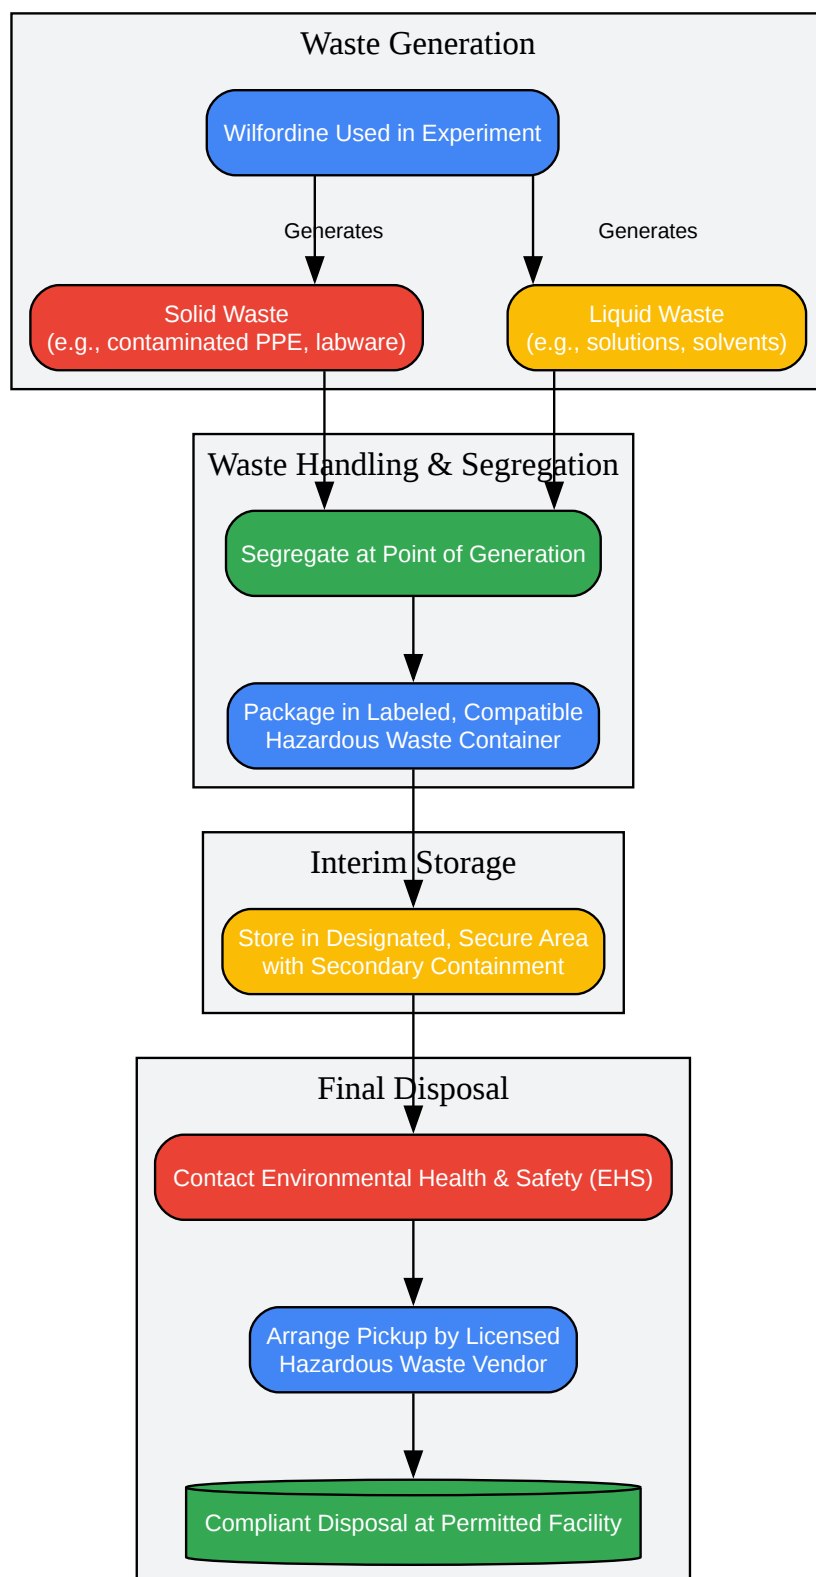 Waste Generation
Wilfordine Used in Experiment
Generates
Generates
Solid Waste
(e.g., contaminated PPE, labware)
Liquid Waste
(e.g., solutions, solvents)
Waste Handling & Segregation
Segregate at Point of Generation
Package in Labeled, Compatible
Hazardous Waste Container
Interim Storage
Store in Designated, Secure Area
with Secondary Containment
Final Disposal
Contact Environmental Health & Safety (EHS)
Arrange Pickup by Licensed
Hazardous Waste Vendor
Compliant Disposal at Permitted Facility